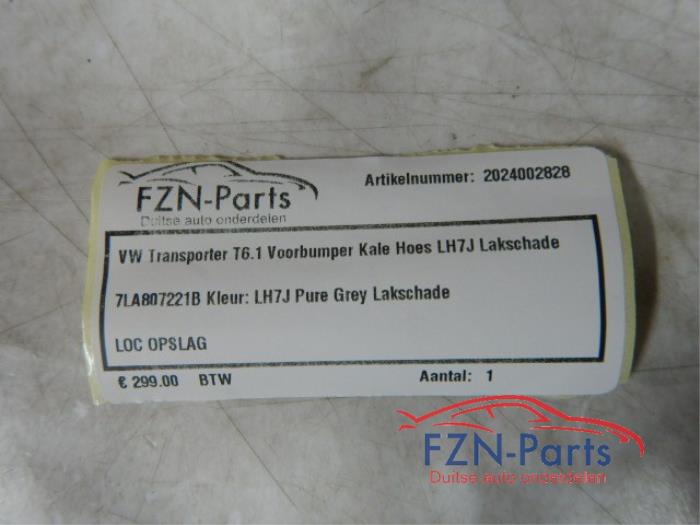 FZN-Parts
Duitse auto onderdelen
Artikelnummer: 2024002828
VW Transporter T6.1 Voorbumper Kale Hoes LH7J Lakschade
7LA807221B Kleur: LH7J Pure Grey Lakschade
LOC OPSLAG
€ 299.00 BTW
Aantal: 1
FZN-Parts
Duitse auto onderdelen